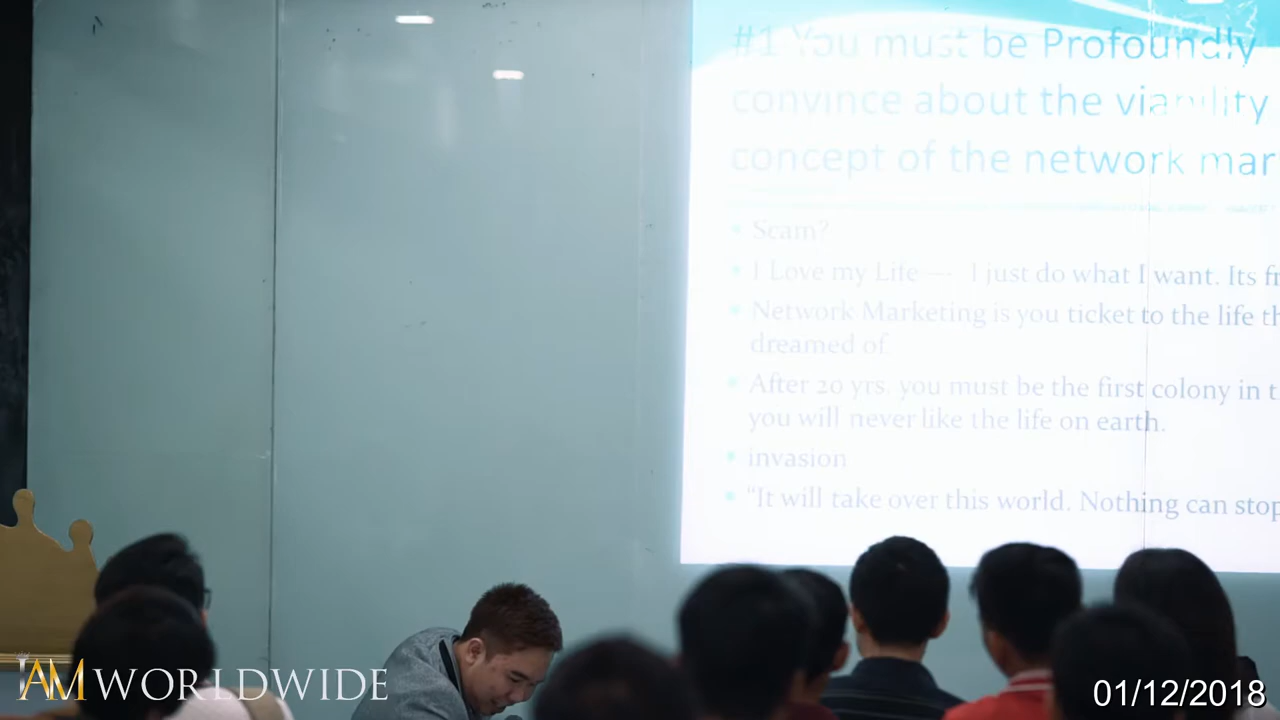 #1 You must be Profoundly
convince about the viability
concept of the network mar
• Scam?
• I Love my Life --- I just do what I want. Its fr
• Network Marketing is you ticket to the life th
dreamed of.
• After 20 yrs. you must be the first colony in t
you will never like the life on earth.
• invasion
• "It will take over this world. Nothing can stop
IAM WORLDWIDE
01/12/2018